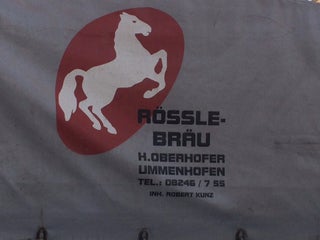 RÖSSLE-
BRÄU
H.OBERHOFER
UMMENHOFEN
TEL.: 08246 / 7 55
INH. ROBERT KUNZ